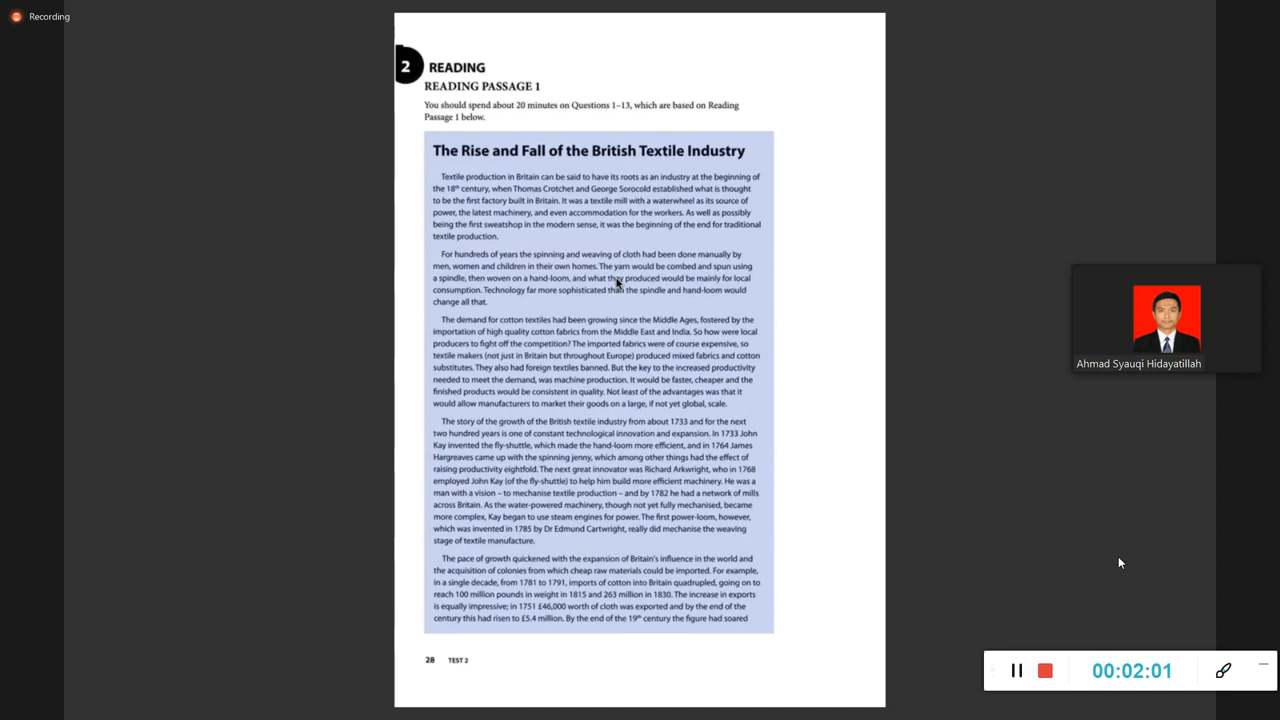 Recording
2 READING
READING PASSAGE 1
You should spend about 20 minutes on Questions 1–13, which are based on Reading
Passage 1 below.
The Rise and Fall of the British Textile Industry
Textile production in Britain can be said to have its roots as an industry at the beginning of
the 18th century, when Thomas Crotchet and George Sorocold established what is thought
to be the first factory built in Britain. It was a textile mill with a waterwheel as its source of
power, the latest machinery, and even accommodation for the workers. As well as possibly
being the first sweatshop in the modern sense, it was the beginning of the end for traditional
textile production.
For hundreds of years the spinning and weaving of cloth had been done manually by
men, women and children in their own homes. The yarn would be combed and spun using
a spindle, then woven on a hand-loom, and what they produced would be mainly for local
consumption. Technology far more sophisticated than the spindle and hand-loom would
change all that.
The demand for cotton textiles had been growing since the Middle Ages, fostered by the
importation of high quality cotton fabrics from the Middle East and India. So how were local
producers to fight off the competition? The imported fabrics were of course expensive, so
textile makers (not just in Britain but throughout Europe) produced mixed fabrics and cotton
substitutes. They also had foreign textiles banned. But the key to the increased productivity
needed to meet the demand, was machine production. It would be faster, cheaper and the
finished products would be consistent in quality. Not least of the advantages was that it
would allow manufacturers to market their goods on a large, if not yet global, scale.
The story of the growth of the British textile industry from about 1733 and for the next
two hundred years is one of constant technological innovation and expansion. In 1733 John
Kay invented the fly-shuttle, which made the hand-loom more efficient, and in 1764 James
Hargreaves came up with the spinning jenny, which among other things had the effect of
raising productivity eightfold. The next great innovator was Richard Arkwright, who in 1768
employed John Kay (of the fly-shuttle) to help him build more efficient machinery. He was a
man with a vision – to mechanise textile production – and by 1782 he had a network of mills
across Britain. As the water-powered machinery, though not yet fully mechanised, became
more complex, Kay began to use steam engines for power. The first power-loom, however,
which was invented in 1785 by Dr Edmund Cartwright, really did mechanise the weaving
stage of textile manufacture.
The pace of growth quickened with the expansion of Britain's influence in the world and
the acquisition of colonies from which cheap raw materials could be imported. For example,
in a single decade, from 1781 to 1791, imports of cotton into Britain quadrupled, going on to
reach 100 million pounds in weight in 1815 and 263 million in 1830. The increase in exports
is equally impressive; in 1751 £46,000 worth of cloth was exported and by the end of the
century this had risen to £5.4 million. By the end of the 19th century the figure had soared
28 TEST 2
Ahmad Syauqi Hidayatillah
00:02:01